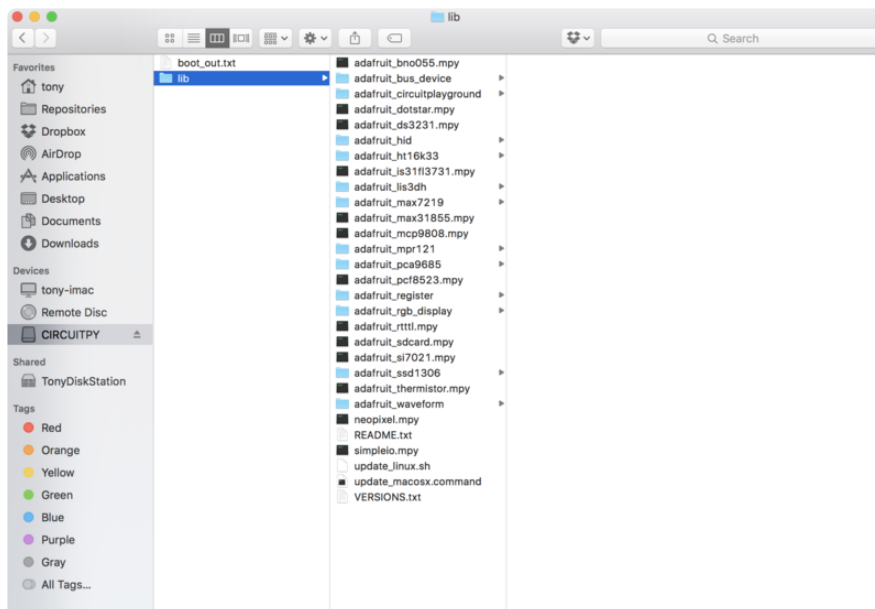 lib
Search
Favorites
tony
Repositories
Dropbox
AirDrop
Applications
Desktop
Documents
Downloads
Devices
tony-imac
Remote Disc
CIRCUITPY
Shared
TonyDiskStation
Tags
Red
Orange
Yellow
Green
Blue
Purple
Gray
All Tags...
boot_out.txt
lib
adafruit_bno055.mpy
adafruit_bus_device
adafruit_circuitplayground
adafruit_dotstar.mpy
adafruit_ds3231.mpy
adafruit_hid
adafruit_ht16k33
adafruit_is31fl3731.mpy
adafruit_lis3dh
adafruit_max7219
adafruit_max31855.mpy
adafruit_mcp9808.mpy
adafruit_mpr121
adafruit_pca9685
adafruit_pcf8523.mpy
adafruit_register
adafruit_rgb_display
adafruit_rtttl.mpy
adafruit_sdcard.mpy
adafruit_si7021.mpy
adafruit_ssd1306
adafruit_thermistor.mpy
adafruit_waveform
neopixel.mpy
README.txt
simpleio.mpy
update_linux.sh
update_macosx.command
VERSIONS.txt